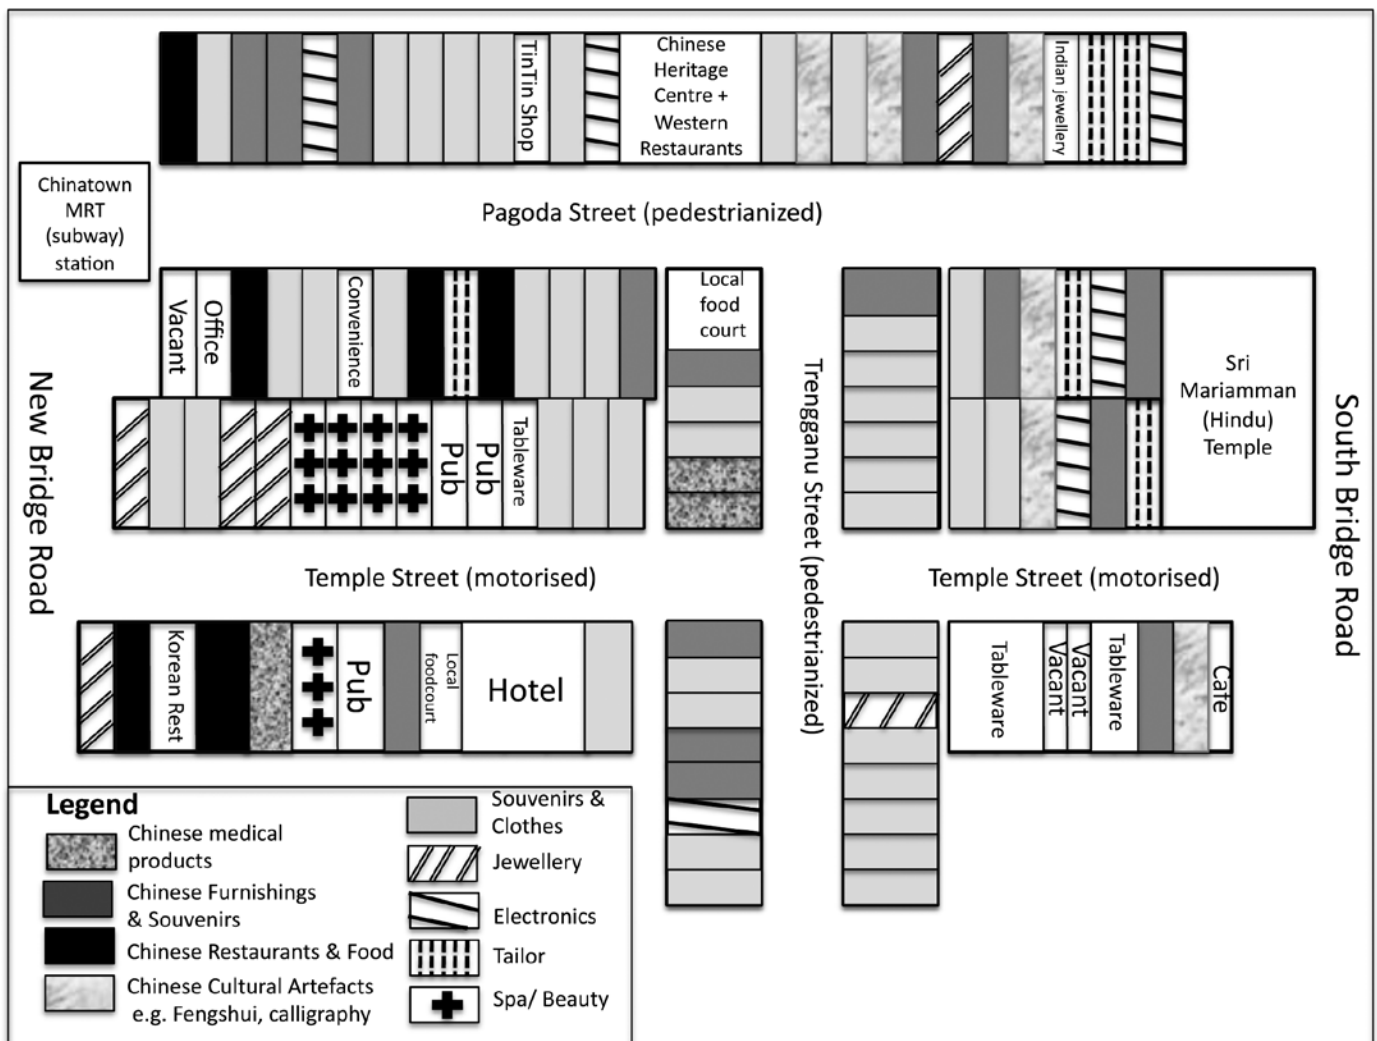 TinTin Shop
Chinese
Heritage
Centre +
Western
Restaurants
Indian jewellery
Chinatown
MRT
(subway)
station
Pagoda Street (pedestrianized)
Vacant
Office
Convenience
Local
food
court
Pub
Pub
Tableware
Sri
Mariamman
(Hindu)
Temple
New Bridge Road
Trengganu Street (pedestrianized)
South Bridge Road
Temple Street (motorised)
Temple Street (motorised)
Korean Rest
Pub
Local
foodcourt
Hotel
Tableware
Vacant
Vacant
Tableware
Cafe
Legend
Chinese medical
products
Chinese Furnishings
& Souvenirs
Chinese Restaurants & Food
Chinese Cultural Artefacts
e.g. Fengshui, calligraphy
Souvenirs &
Clothes
Jewellery
Electronics
Tailor
Spa/ Beauty